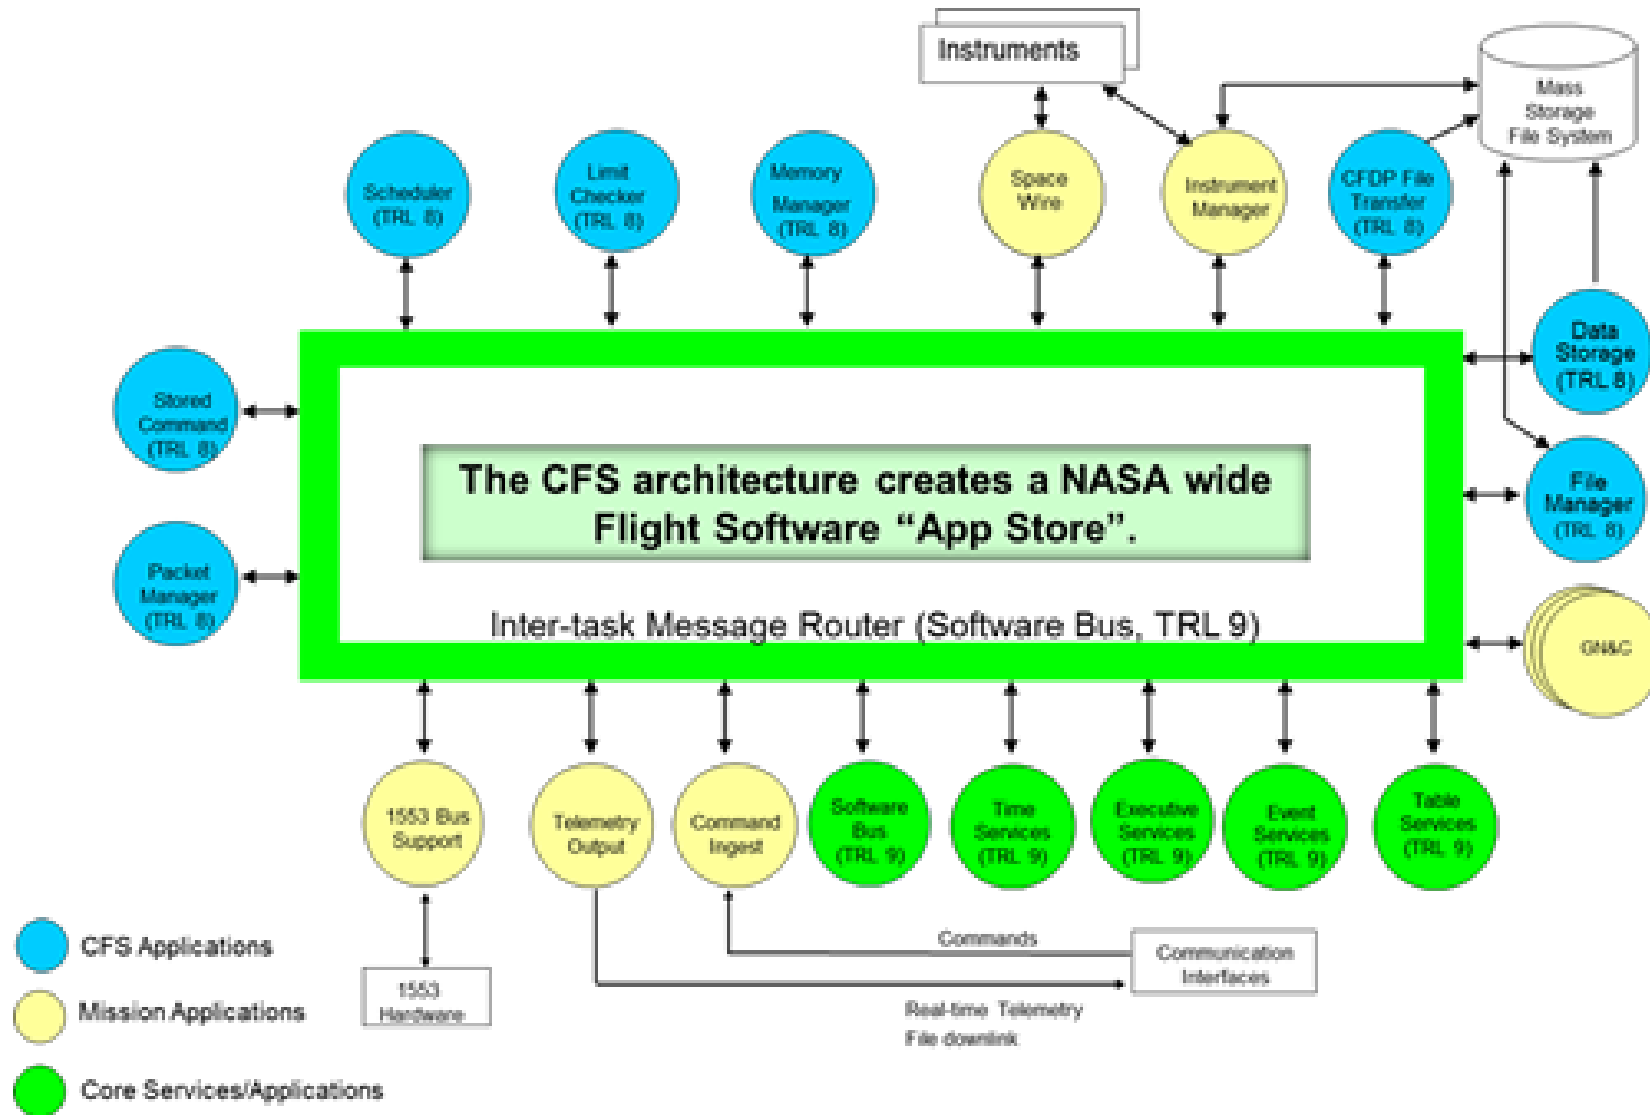 Instruments
Mass
Storage
File System
Scheduler
(TRL 8)
Limit
Checker
(TRL 8)
Memory
Manager
(TRL 8)
Space
Wire
Instrument
Manager
CFDP File
Transfer
(TRL 8)
Data
Storage
(TRL 8)
Stored
Command
(TRL 8)
The CFS architecture creates a NASA wide
Flight Software “App Store”.
File
Manager
(TRL 8)
Packet
Manager
(TRL 8)
Inter-task Message Router (Software Bus, TRL 9)
GN&C
1553 Bus
Support
Telemetry
Output
Command
Ingest
Software
Bus
(TRL 9)
Time
Services
(TRL 9)
Executive
Services
(TRL 9)
Event
Services
(TRL 9)
Table
Services
(TRL 9)
CFS Applications
Commands
Communication
Interfaces
1553
Hardware
Mission Applications
Real-time Telemetry
File downlink
Core Services/Applications